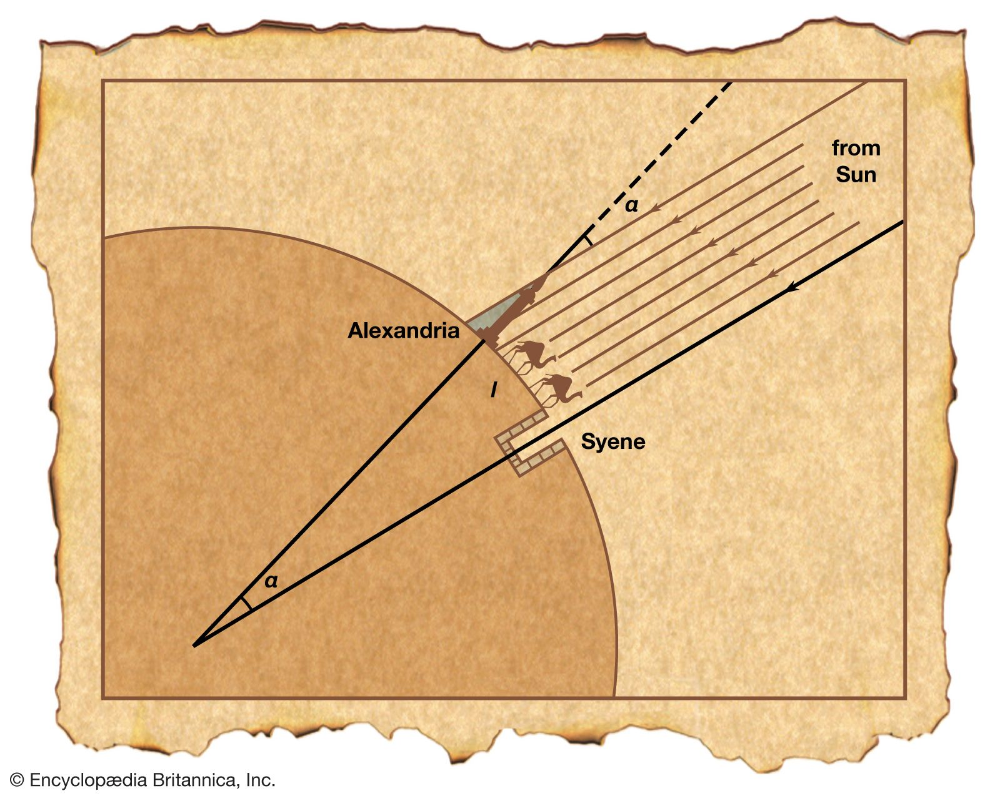 from
Sun
a
Alexandria
l
Syene
a
© Encyclopædia Britannica, Inc.